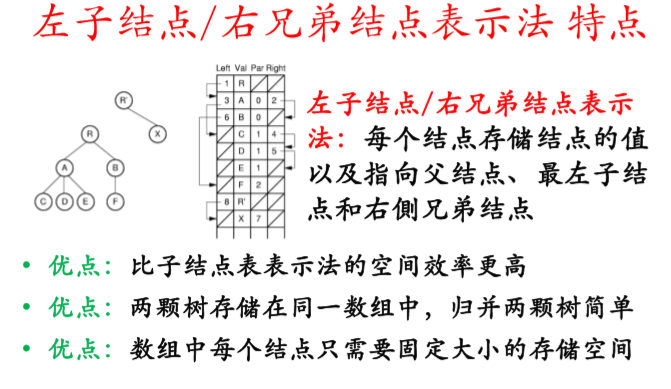 左子结点/右兄弟结点表示法 特点
Left Val Par Right
1 R
3 A 0 2
6 B 0
C 1 4
D 1 5
E 1
F 2
8 R'
X 7
R'
R X
A B
C D E F
左子结点/右兄弟结点表示
法：每个结点存储结点的值
以及指向父结点、最左子结
点和右侧兄弟结点
• 优点：比子结点表表示法的空间效率更高
• 优点：两颗树存储在同一数组中，归并两颗树简单
• 优点：数组中每个结点只需要固定大小的存储空间